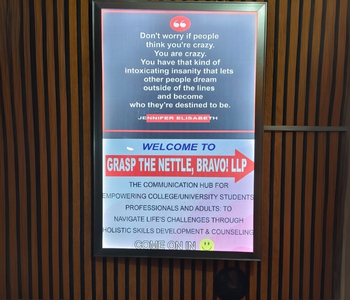 Don't worry if people
think you're crazy.
You are crazy.
You have that kind of
intoxicating insanity that lets
other people dream
outside of the lines
and become
who they're destined to be.
JENNIFER ELISABETH
WELCOME TO
GRASP THE NETTLE, BRAVO! LLP
THE COMMUNICATION HUB FOR
EMPOWERING COLLEGE/UNIVERSITY STUDENTS
PROFESSIONALS AND ADULTS: TO
NAVIGATE LIFE'S CHALLENGES THROUGH
HOLISTIC SKILLS DEVELOPMENT & COUNSELING
COME ON IN